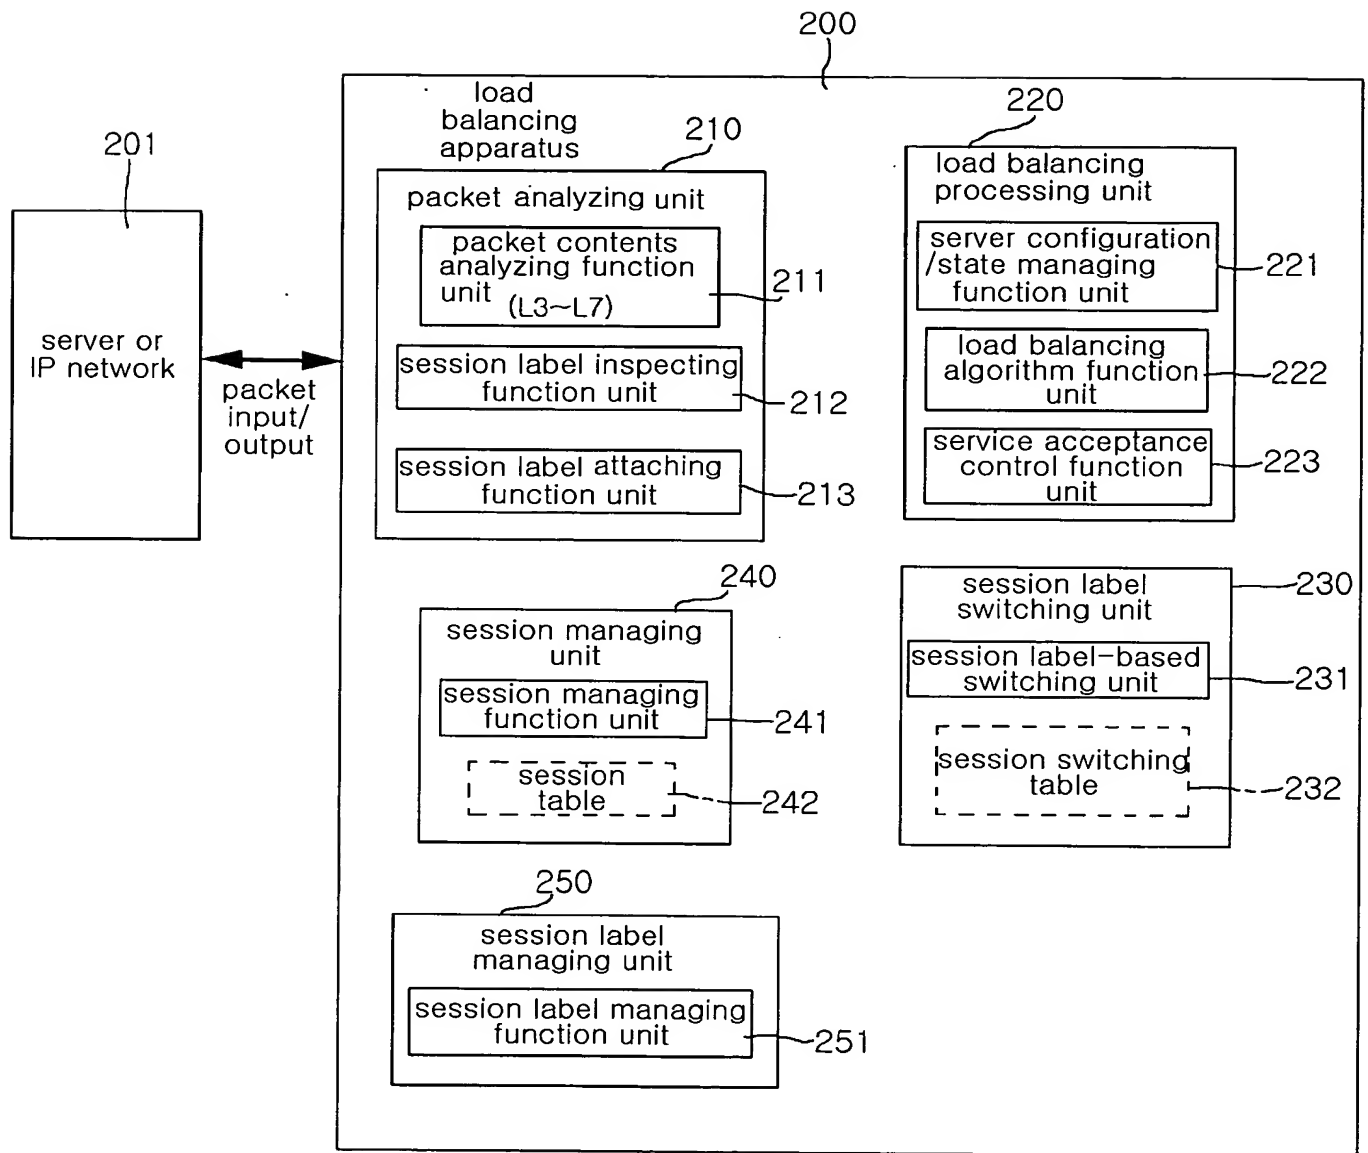 200
load
balancing
apparatus
201
server or
IP network
packet
input/
output
210
packet analyzing unit
packet contents
analyzing function
unit
(L3~L7)
211
session label inspecting
function unit
212
session label attaching
function unit
213
220
load balancing
processing unit
server configuration
/state managing
function unit
221
load balancing
algorithm function
unit
222
service acceptance
control function
unit
223
240
session managing
unit
session managing
function unit
241
session
table
242
230
session label
switching unit
session label-based
switching unit
231
session switching
table
232
250
session label
managing unit
session label managing
function unit
251